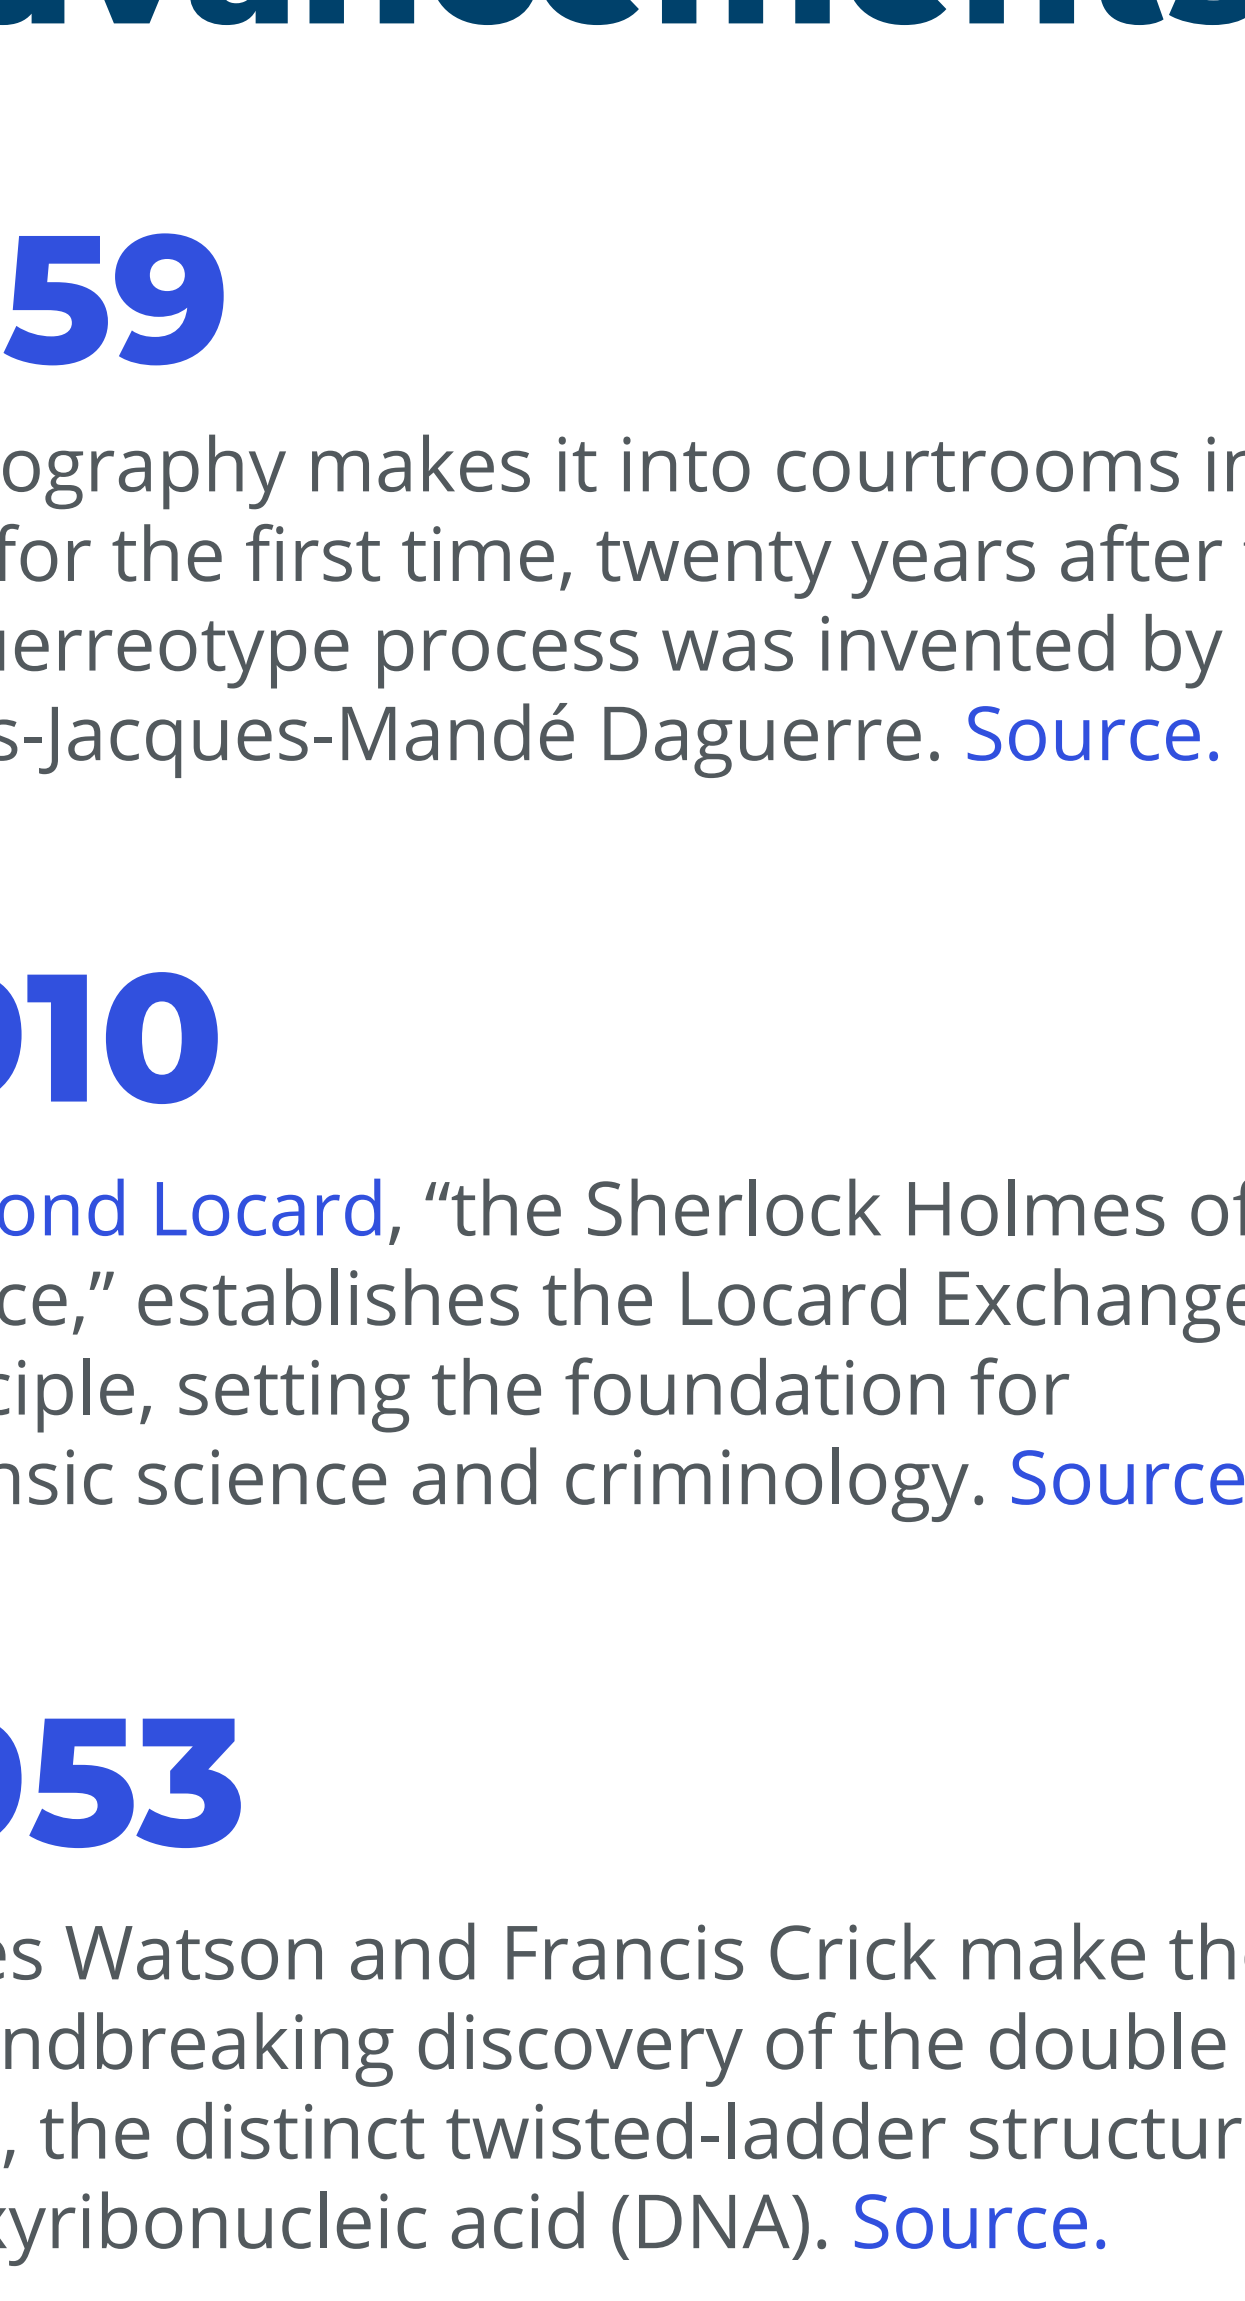 59
ography makes it into courtrooms in
for the first time, twenty years after
uerreotype process was invented by
s-Jacques-Mandé Daguerre. Source.
910
ond Locard, “the Sherlock Holmes of
ce,” establishes the Locard Exchange
ciple, setting the foundation for
nsic science and criminology. Source
953
es Watson and Francis Crick make the
ndbreaking discovery of the double
, the distinct twisted-ladder structur
xyribonucleic acid (DNA). Source.